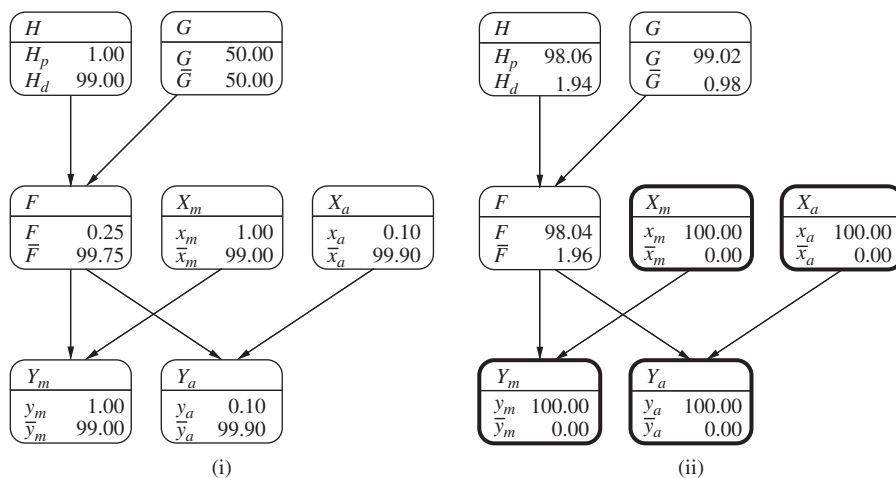 H
H_p 1.00
H_d 99.00
G
G 50.00
G̅ 50.00
F
F 0.25
F̅ 99.75
X_m
x_m 1.00
x̅_m 99.00
X_a
x_a 0.10
x̅_a 99.90
Y_m
y_m 1.00
y̅_m 99.00
Y_a
y_a 0.10
y̅_a 99.90
(i)
H
H_p 98.06
H_d 1.94
G
G 99.02
G̅ 0.98
F
F 98.04
F̅ 1.96
X_m
x_m 100.00
x̅_m 0.00
X_a
x_a 100.00
x̅_a 0.00
Y_m
y_m 100.00
y̅_m 0.00
Y_a
y_a 100.00
y̅_a 0.00
(ii)